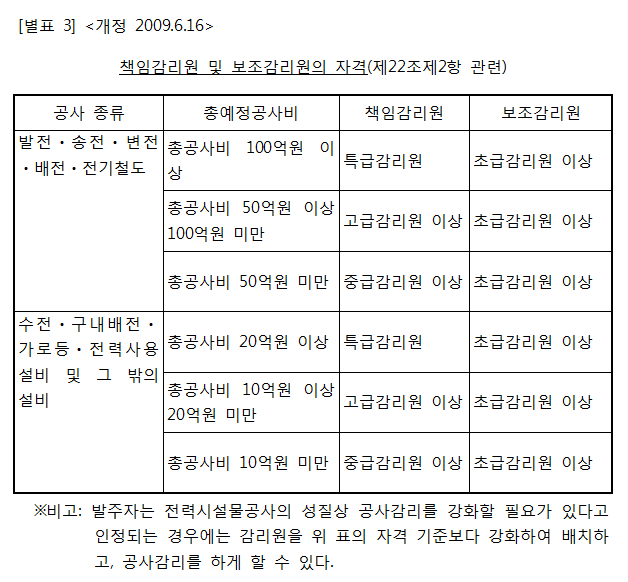 [별표 3] <개정 2009.6.16>
책임감리원 및 보조감리원의 자격(제22조제2항 관련)
공사 종류 총예정공사비 책임감리원 보조감리원
발전・송전・변전
・배전・전기철도
총공사비 100억원 이
상
특급감리원 초급감리원 이상
총공사비 50억원 이상
100억원 미만
고급감리원 이상 초급감리원 이상
총공사비 50억원 미만 중급감리원 이상 초급감리원 이상
수전・구내배전・
가로등・전력사용
설비 및 그 밖의
설비
총공사비 20억원 이상 특급감리원 초급감리원 이상
총공사비 10억원 이상
20억원 미만
고급감리원 이상 초급감리원 이상
총공사비 10억원 미만 중급감리원 이상 초급감리원 이상
※비고: 발주자는 전력시설물공사의 성질상 공사감리를 강화할 필요가 있다고
인정되는 경우에는 감리원을 위 표의 자격 기준보다 강화하여 배치하
고, 공사감리를 하게 할 수 있다.